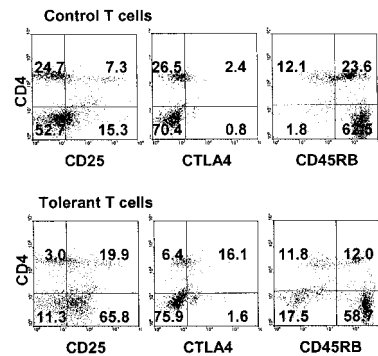 Control T cells
24.7 7.3 26.5 2.4 12.1 23.6
CD4
52.7 15.3 70.4 0.8 1.8 62.5
CD25 CTLA4 CD45RB
Tolerant T cells
3.0 19.9 6.4 16.1 11.8 12.0
CD4
11.3 65.8 75.9 1.6 17.5 58.7
CD25 CTLA4 CD45RB